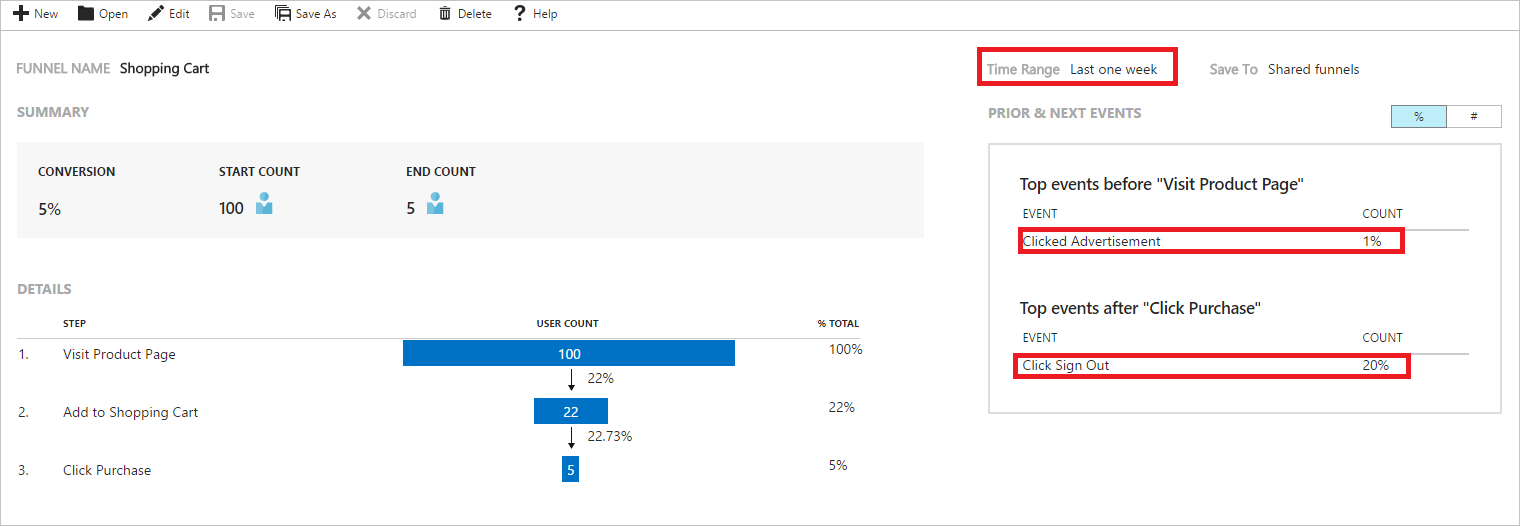 New Open Edit Save Save As Discard Delete ? Help
FUNNEL NAME Shopping Cart
Time Range Last one week Save To Shared funnels
SUMMARY
CONVERSION START COUNT END COUNT
5% 100 5
DETAILS
STEP USER COUNT % TOTAL
1. Visit Product Page 100 100%
22%
2. Add to Shopping Cart 22 22%
22.73%
3. Click Purchase 5 5%
PRIOR & NEXT EVENTS % #
Top events before "Visit Product Page"
EVENT COUNT
Clicked Advertisement 1%
Top events after "Click Purchase"
EVENT COUNT
Click Sign Out 20%